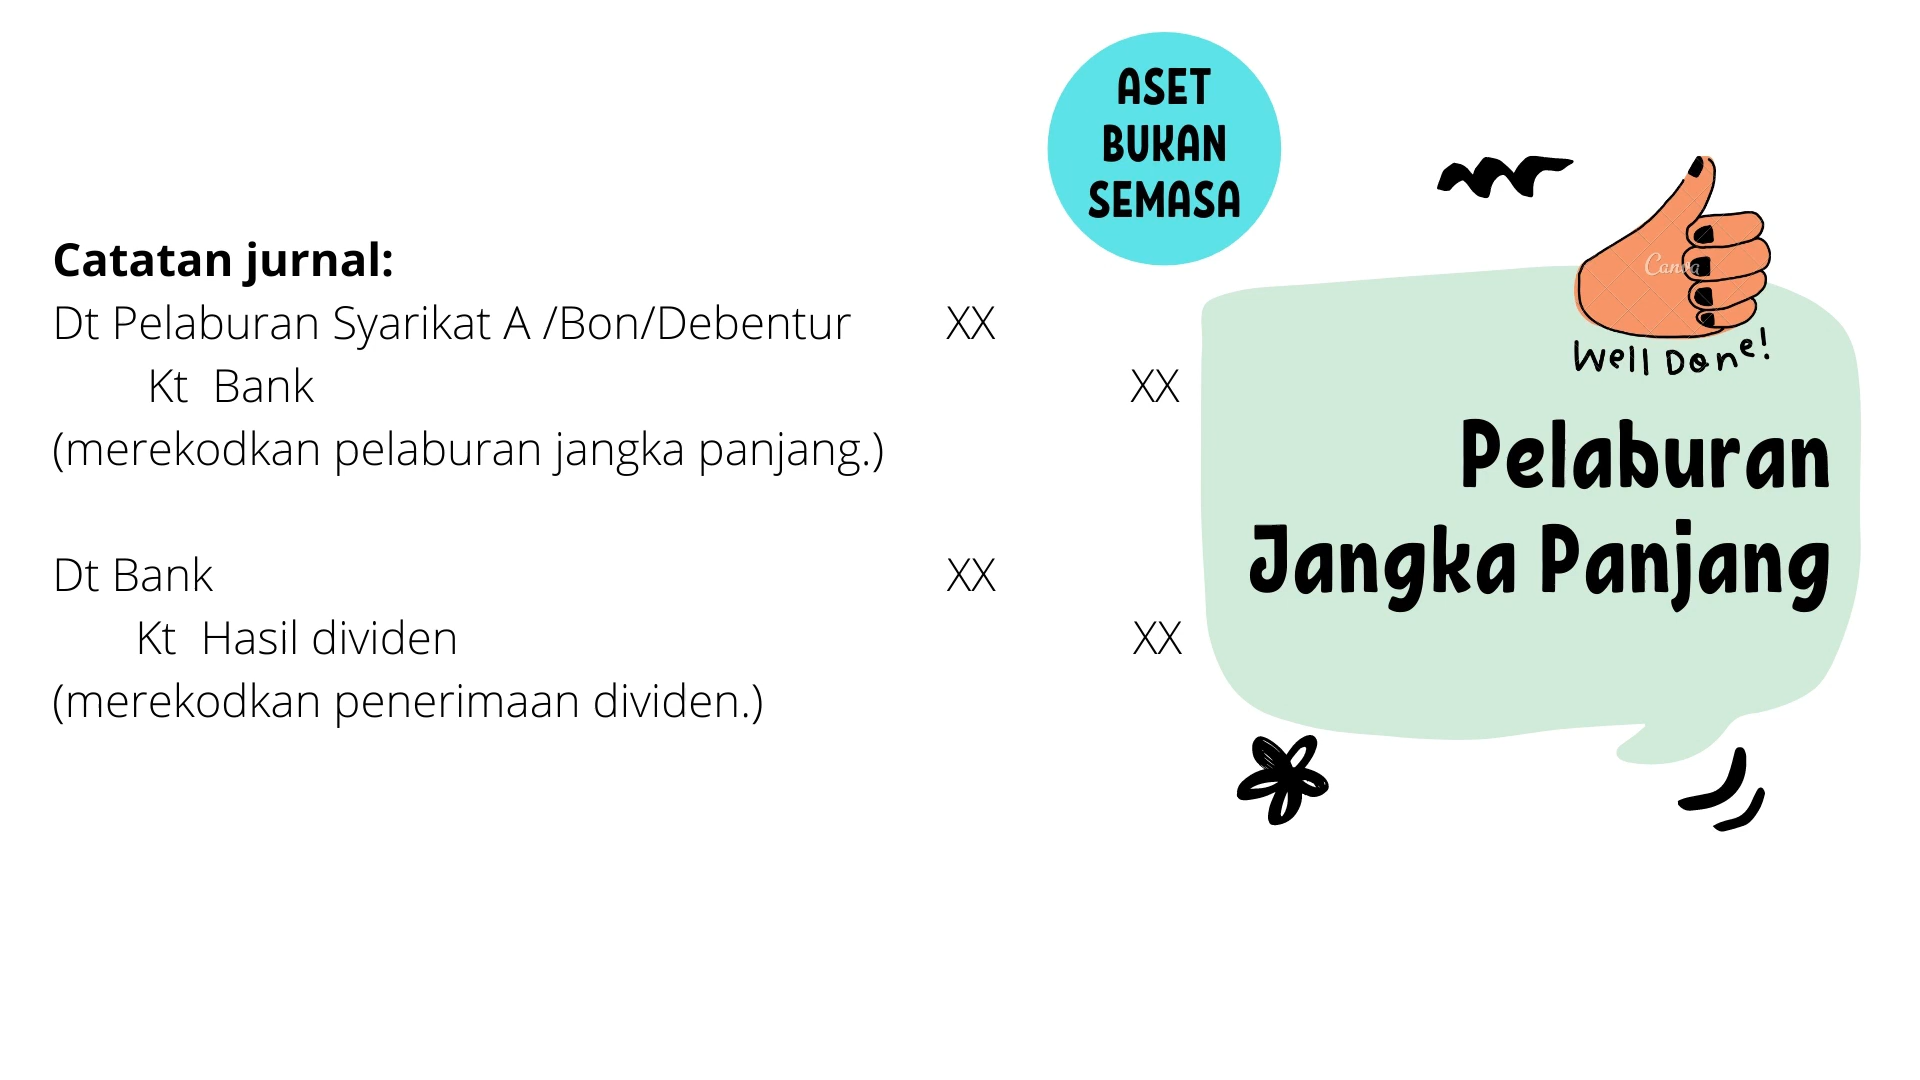 ASET
BUKAN
SEMASA
Catatan jurnal:
Dt Pelaburan Syarikat A /Bon/Debentur XX
Kt Bank XX
(merekodkan pelaburan jangka panjang.)
Dt Bank XX
Kt Hasil dividen XX
(merekodkan penerimaan dividen.)
Canva
Well Done!
Pelaburan
Jangka Panjang